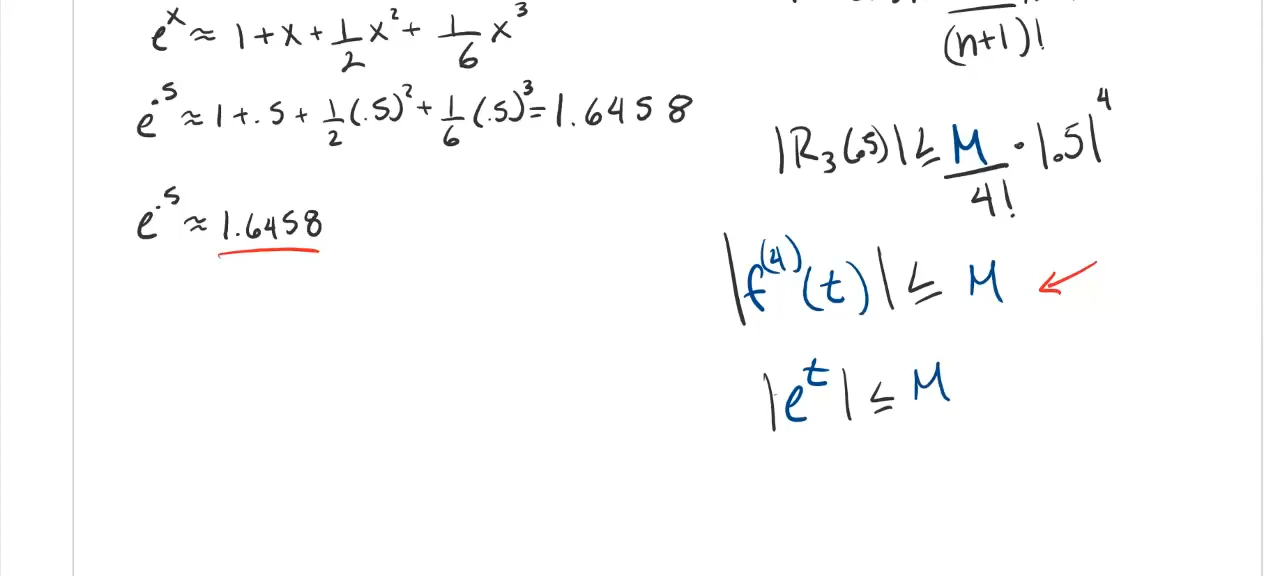 e^x ≈ 1 + x + 1/2 x^2 + 1/6 x^3
e^.5 ≈ 1 + .5 + 1/2 (.5)^2 + 1/6 (.5)^3 = 1.6458
e^.5 ≈ 1.6458
(n+1)!
|R_3(.5)| ≤ M/4! · |.5|^4
|f^(4)(t)| ≤ M
|e^t| ≤ M